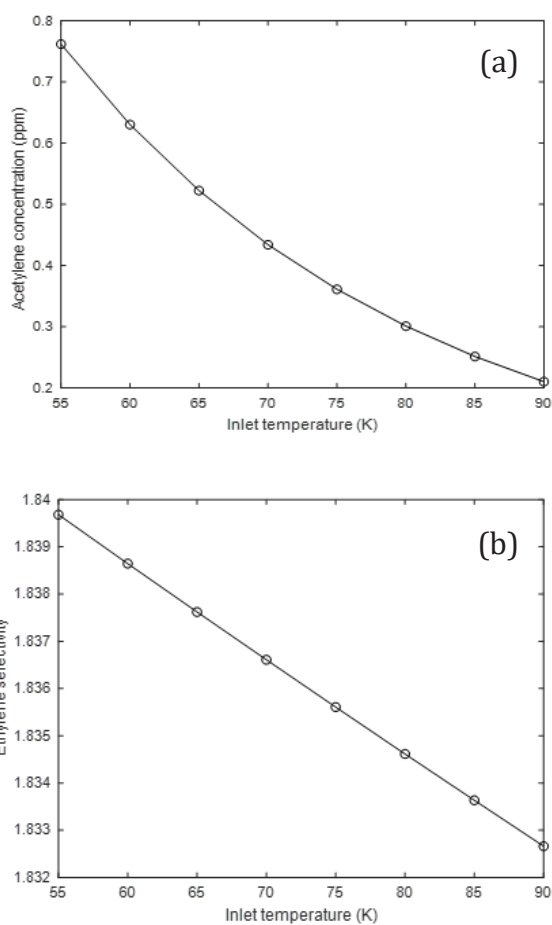 0.8
(a)
0.7
0.6
Acetylene concentration (ppm)
0.5
0.4
0.3
0.2
55 60 65 70 75 80 85 90
Inlet temperature (K)
1.84
(b)
1.839
1.838
1.837
Ethylene selectivity
1.836
1.835
1.834
1.833
1.832
55 60 65 70 75 80 85 90
Inlet temperature (K)